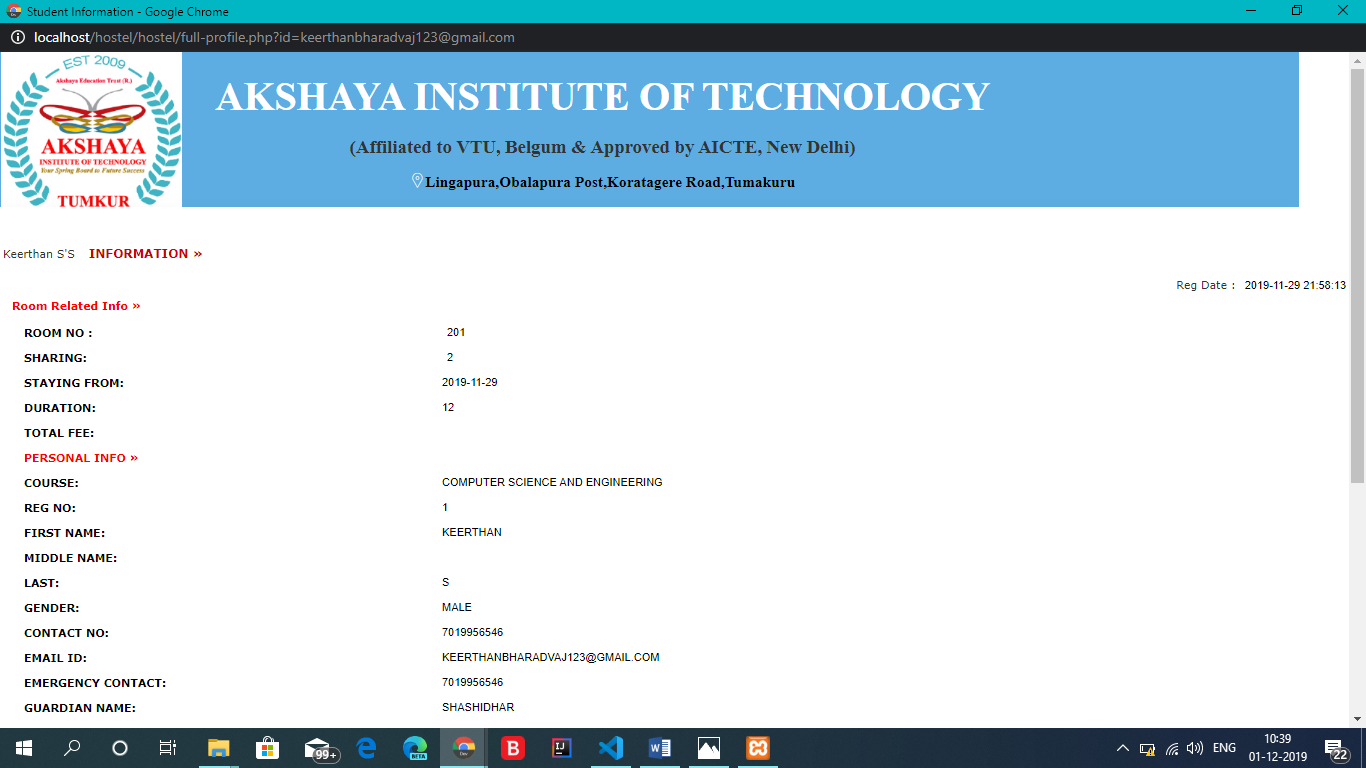 Student Information - Google Chrome
localhost/hostel/hostel/full-profile.php?id=keerthanbharadvaj123@gmail.com
EST 2009
Akshaya Education Trust (R.)
AKSHAYA
INSTITUTE OF TECHNOLOGY
Your Spring Board to Future Success
TUMKUR
AKSHAYA INSTITUTE OF TECHNOLOGY
(Affiliated to VTU, Belgum & Approved by AICTE, New Delhi)
Lingapura,Obalapura Post,Koratagere Road,Tumakuru
Keerthan S'S INFORMATION »
Reg Date : 2019-11-29 21:58:13
Room Related Info »
ROOM NO : 201
SHARING: 2
STAYING FROM: 2019-11-29
DURATION: 12
TOTAL FEE:
PERSONAL INFO »
COURSE: COMPUTER SCIENCE AND ENGINEERING
REG NO: 1
FIRST NAME: KEERTHAN
MIDDLE NAME:
LAST: S
GENDER: MALE
CONTACT NO: 7019956546
EMAIL ID: KEERTHANBHARADVAJ123@GMAIL.COM
EMERGENCY CONTACT: 7019956546
GUARDIAN NAME: SHASHIDHAR
99+
BETA
Dev
B
IJ
W
ENG
10:39
01-12-2019
22